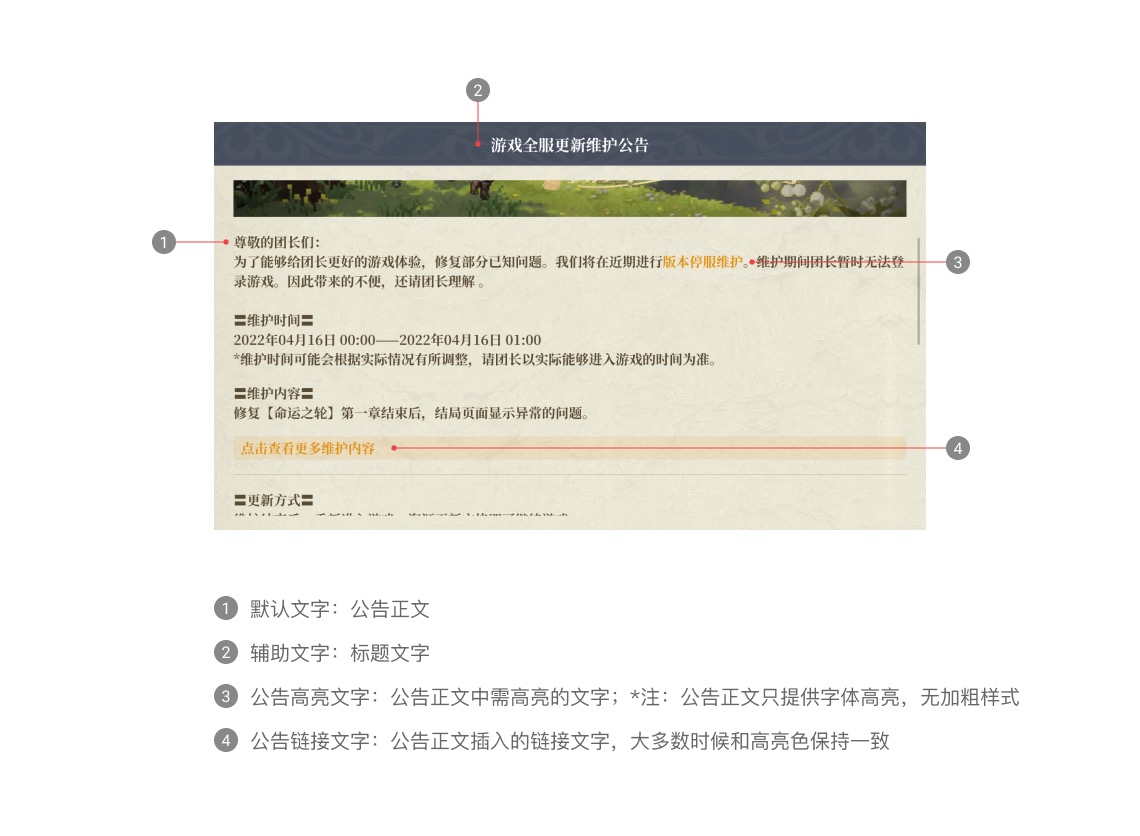 2
游戏全服更新维护公告
1
尊敬的团长们：
为了能够给团长更好的游戏体验，修复部分已知问题。我们将在近期进行版本停服维护。维护期间团长暂时无法登
3
录游戏。因此带来的不便，还请团长理解 。
〓维护时间〓
2022年04月16日 00:00——2022年04月16日 01:00
*维护时间可能会根据实际情况有所调整，请团长以实际能够进入游戏的时间为准。
〓维护内容〓
修复【命运之轮】第一章结束后，结局页面显示异常的问题。
点击查看更多维护内容
4
〓更新方式〓
1 默认文字：公告正文
2 辅助文字：标题文字
3 公告高亮文字：公告正文中需高亮的文字；*注：公告正文只提供字体高亮，无加粗样式
4 公告链接文字：公告正文插入的链接文字，大多数时候和高亮色保持一致